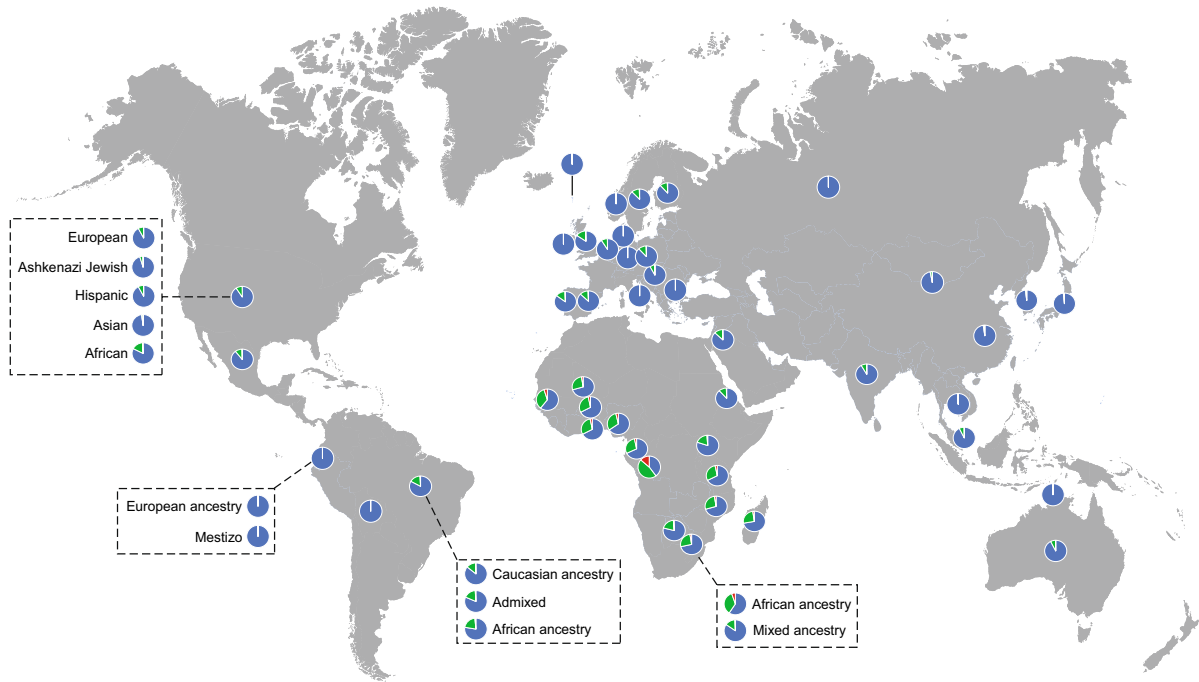 European
Ashkenazi Jewish
Hispanic
Asian
African
European ancestry
Mestizo
Caucasian ancestry
Admixed
African ancestry
African ancestry
Mixed ancestry